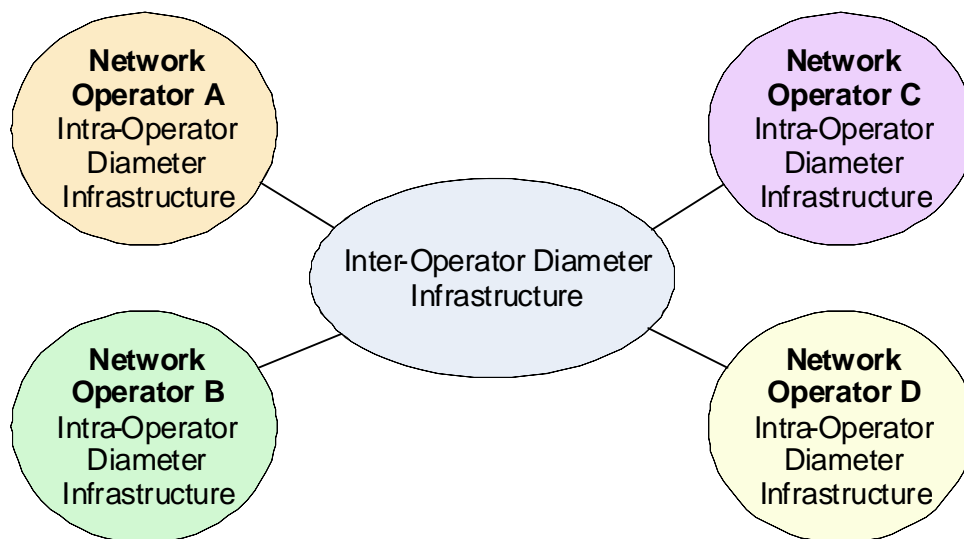 Network
Operator A
Intra-Operator
Diameter
Infrastructure
Network
Operator C
Intra-Operator
Diameter
Infrastructure
Inter-Operator Diameter
Infrastructure
Network
Operator B
Intra-Operator
Diameter
Infrastructure
Network
Operator D
Intra-Operator
Diameter
Infrastructure